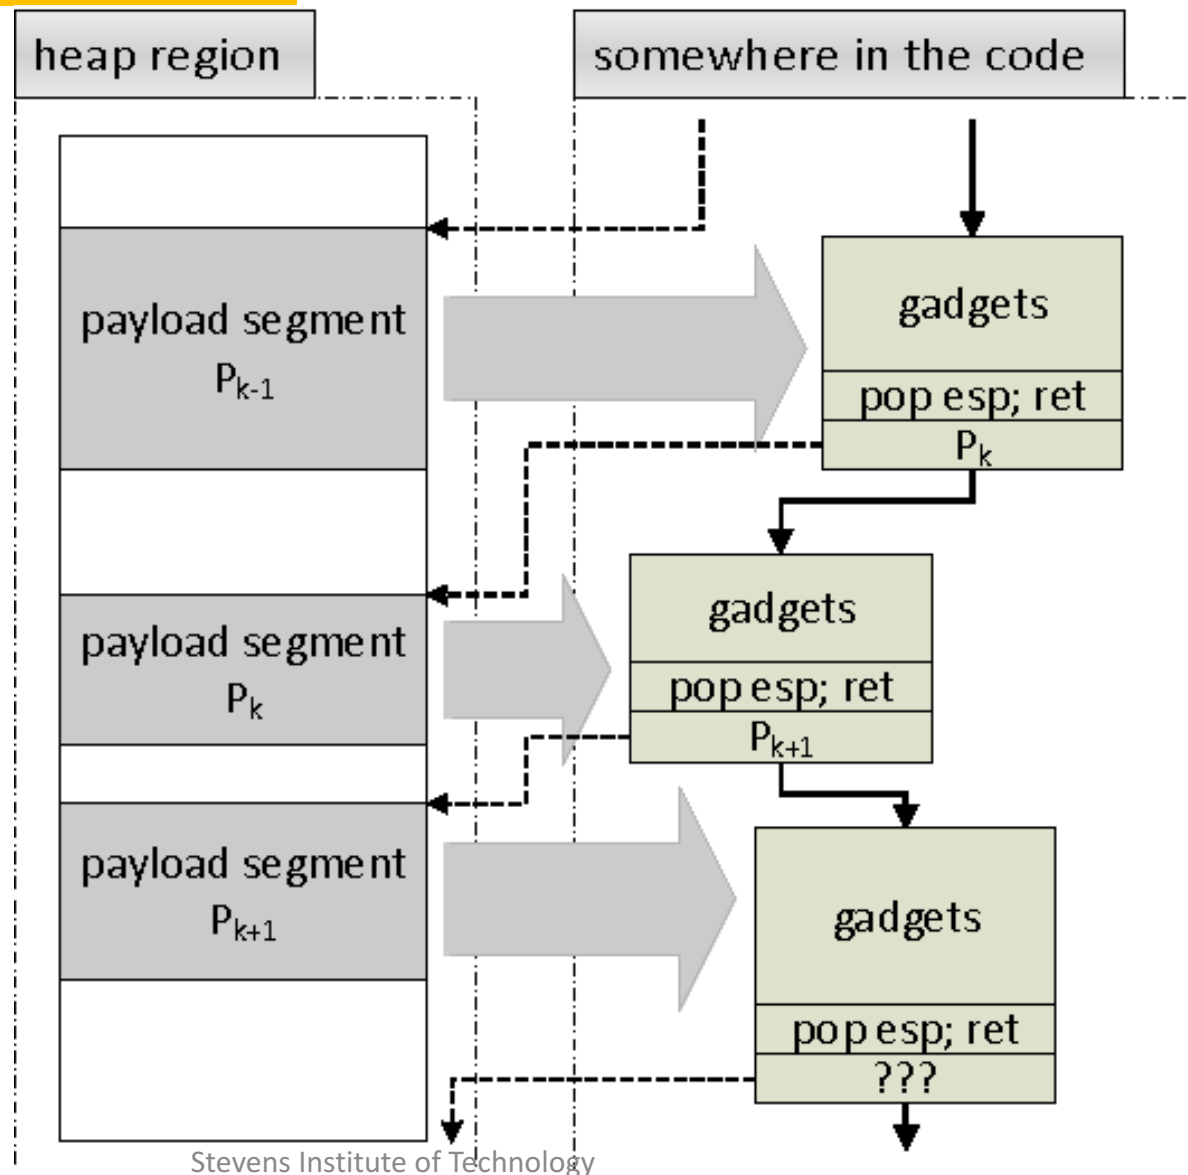 heap region
somewhere in the code
payload segment
Pk-1
gadgets
pop esp; ret
Pk
payload segment
Pk
gadgets
pop esp; ret
Pk+1
payload segment
Pk+1
gadgets
pop esp; ret
???
Stevens Institute of Technology